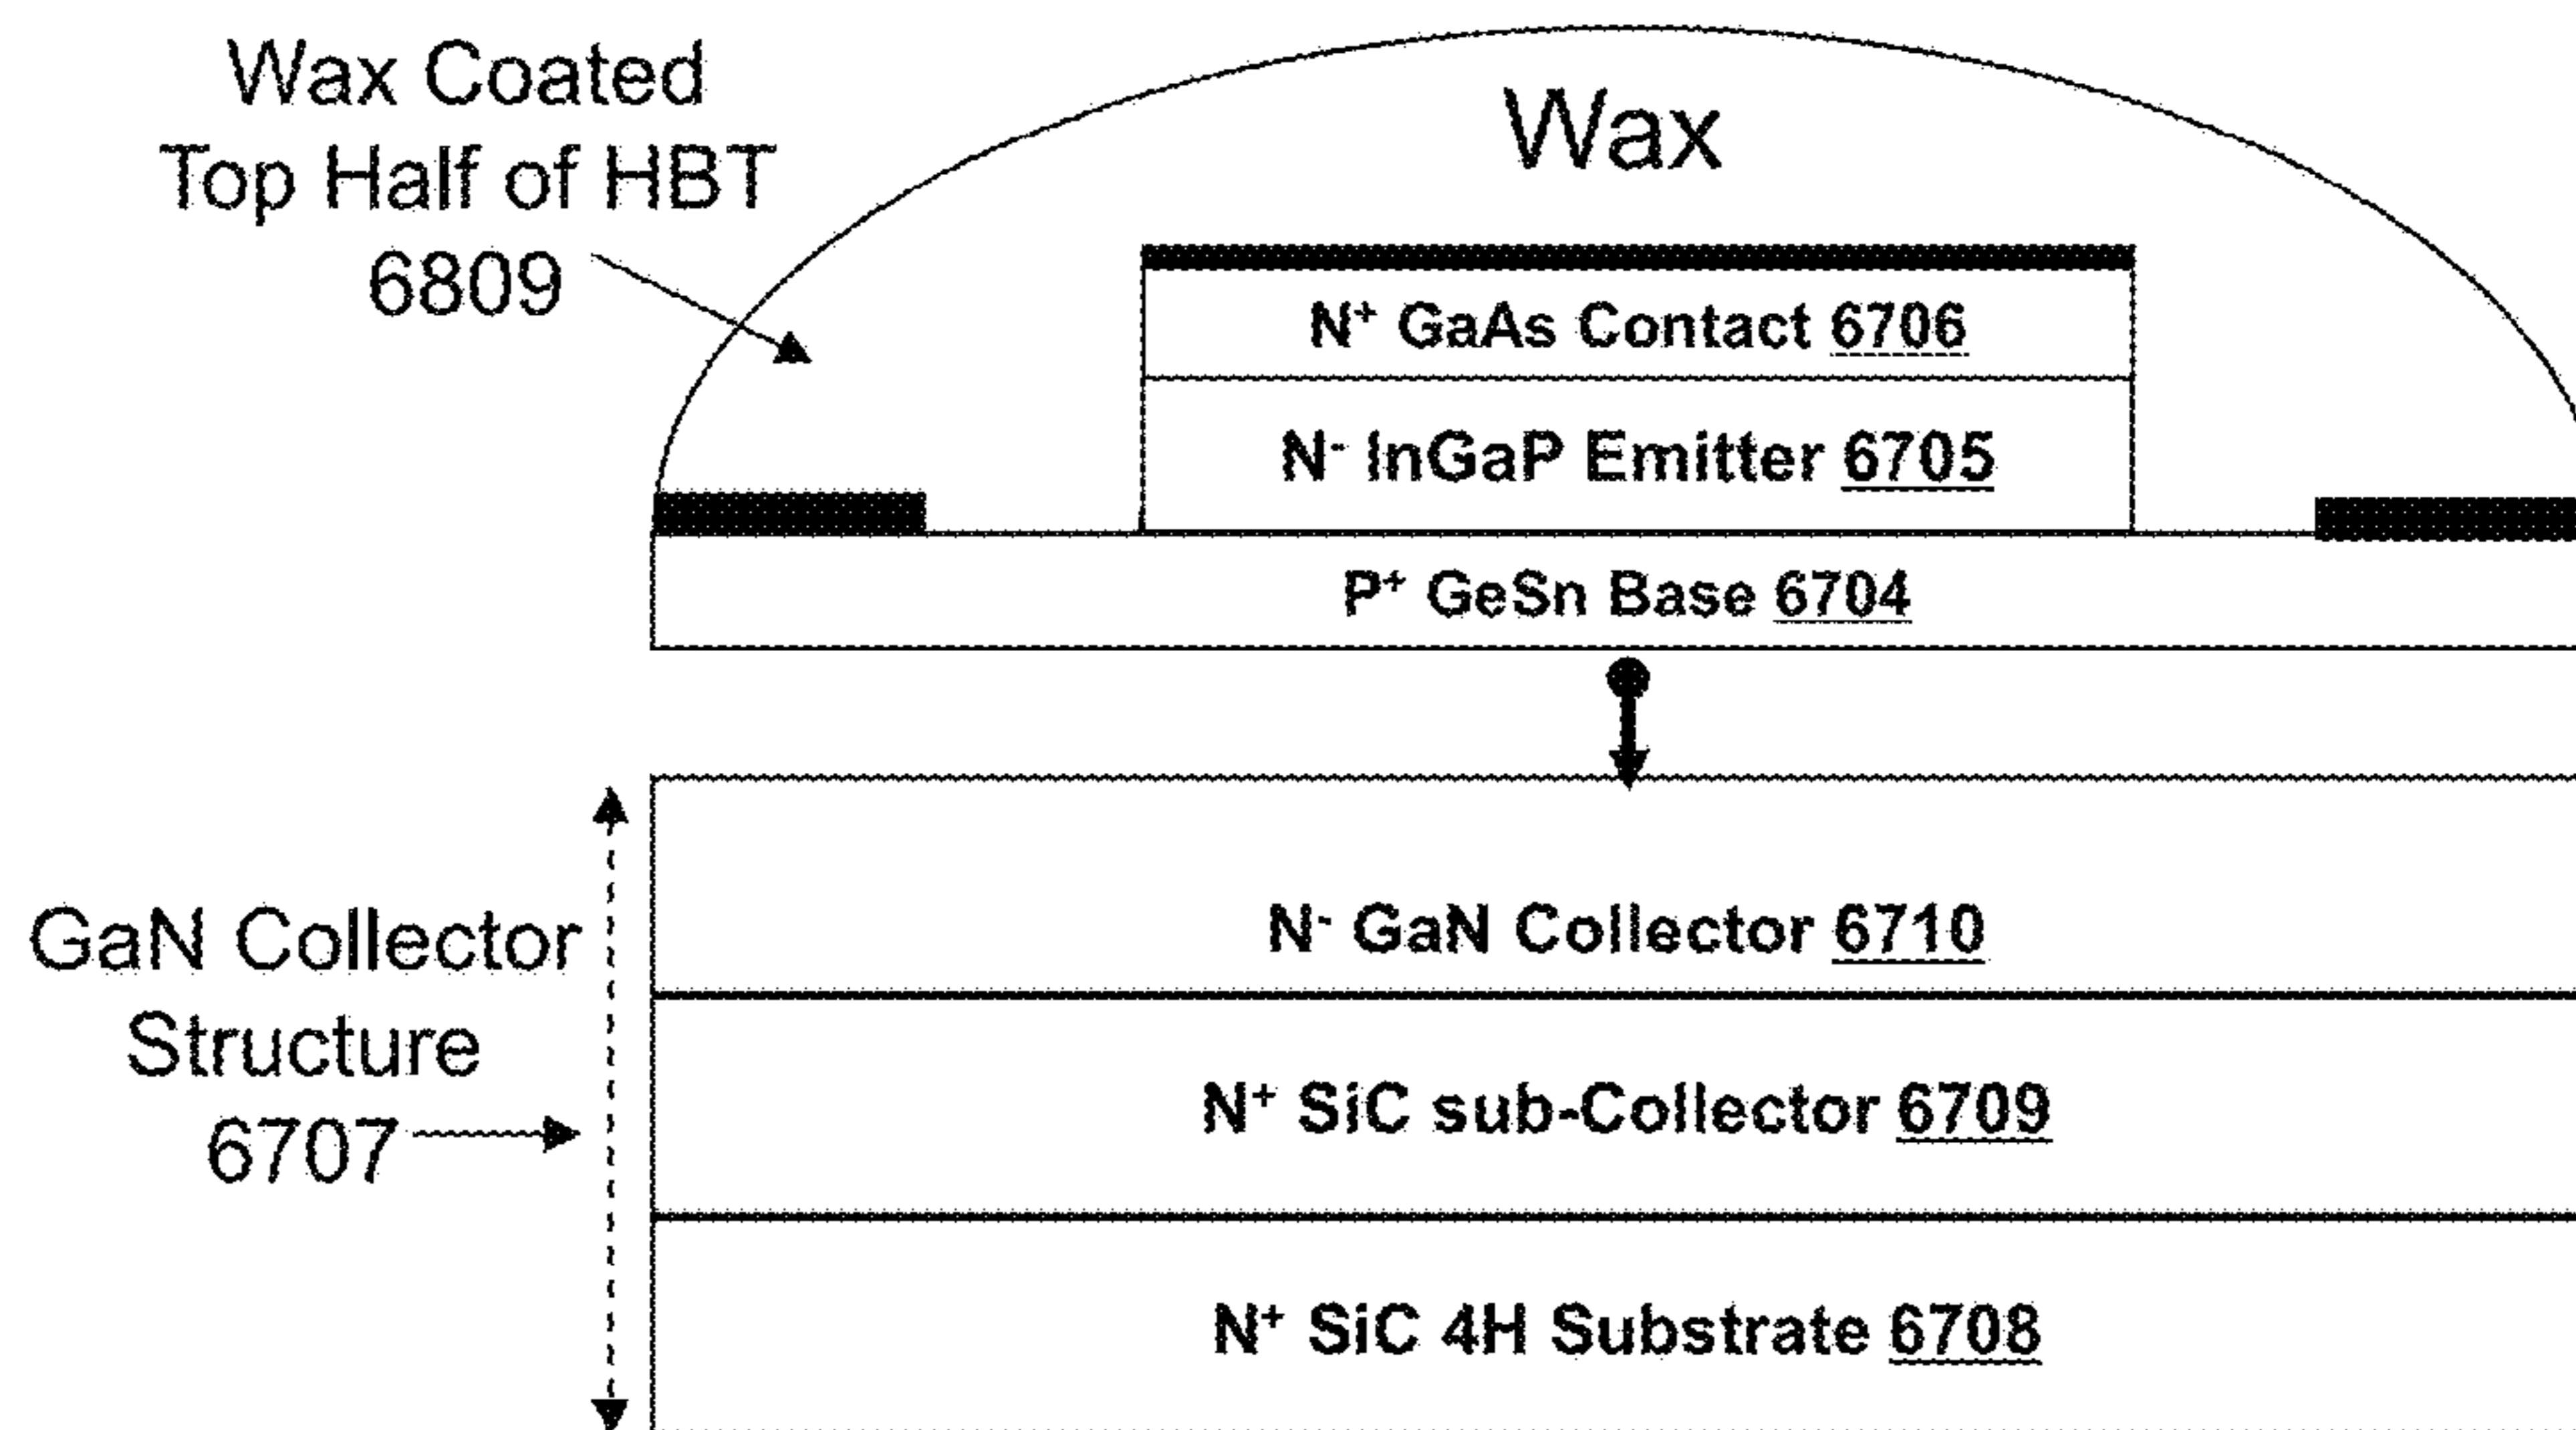 Wax Coated
Top Half of HBT
6809
Wax
N⁺ GaAs Contact 6706
N⁻ InGaP Emitter 6705
P⁺ GeSn Base 6704
GaN Collector
Structure
6707
N⁻ GaN Collector 6710
N⁺ SiC sub-Collector 6709
N⁺ SiC 4H Substrate 6708